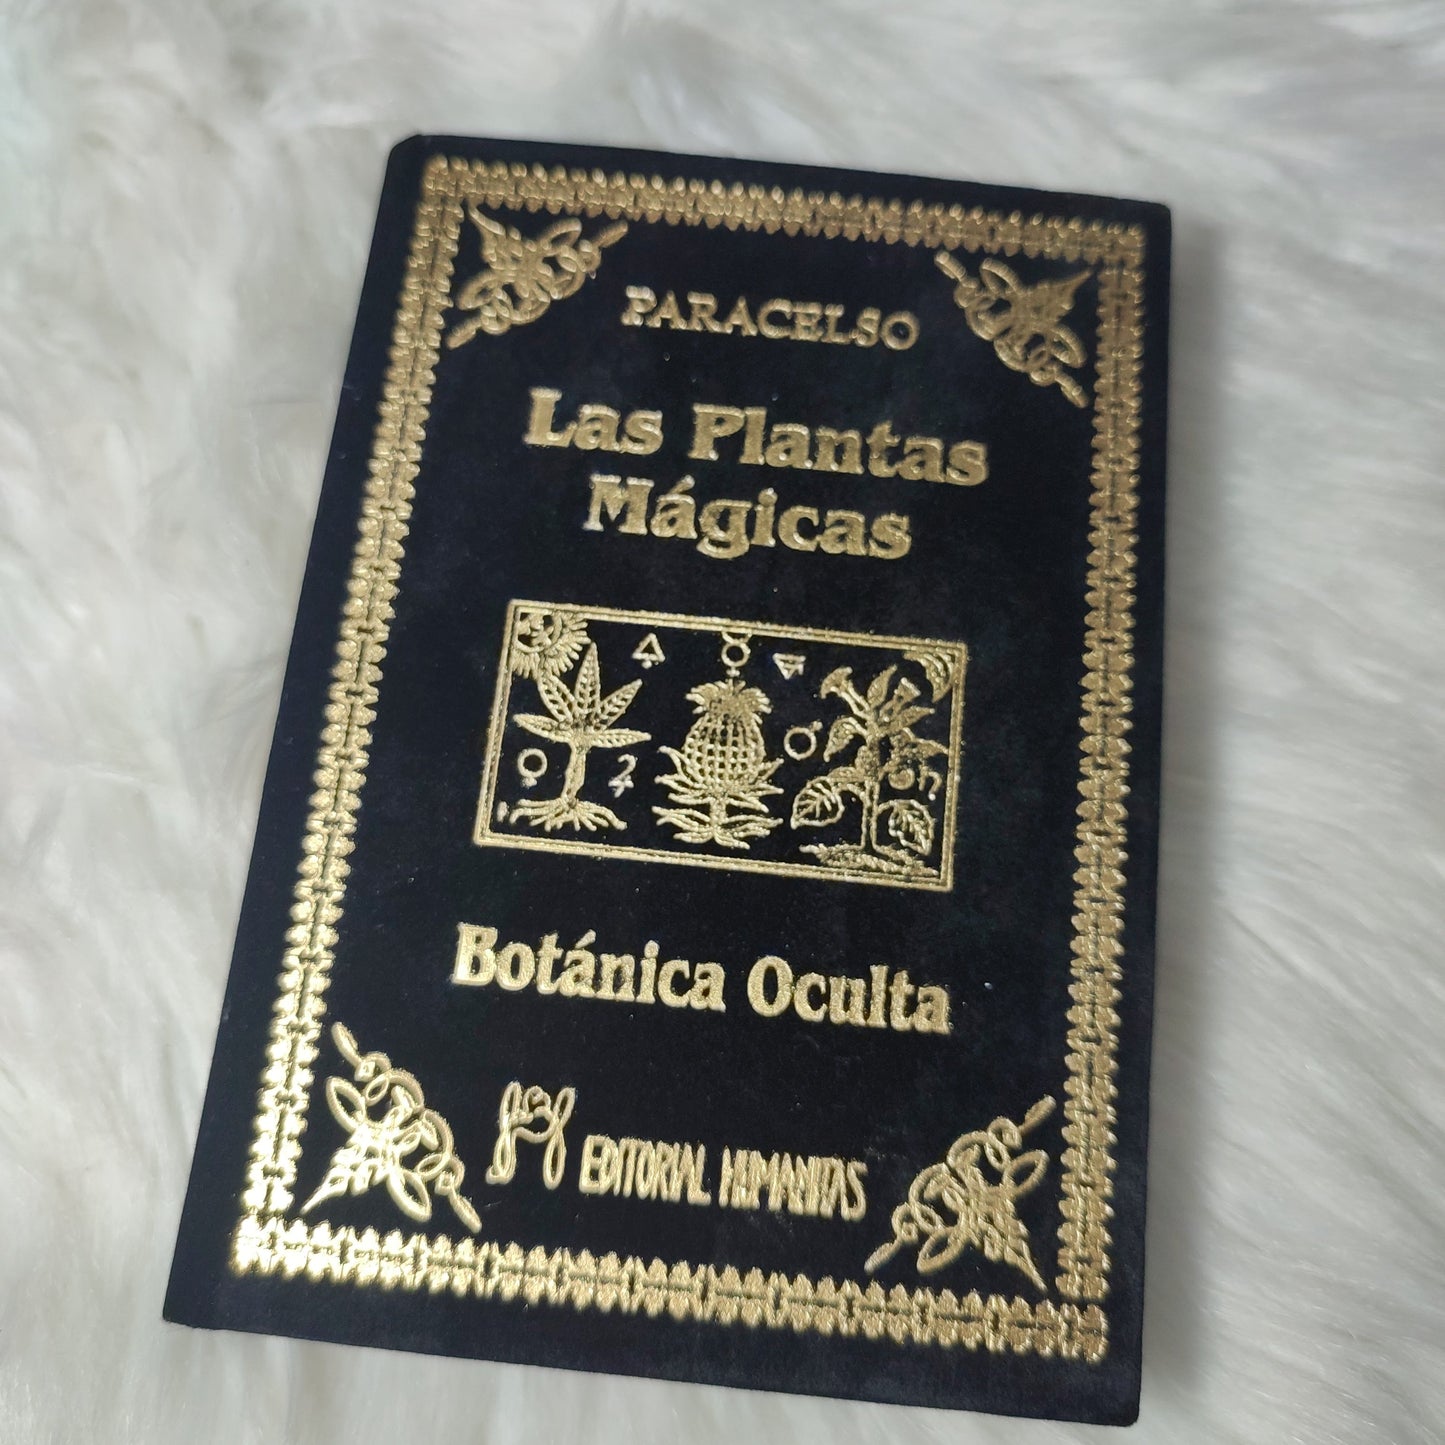 PARACELSO
Las Plantas
Mágicas
Botánica Oculta
EDITORIAL HUMANITAS